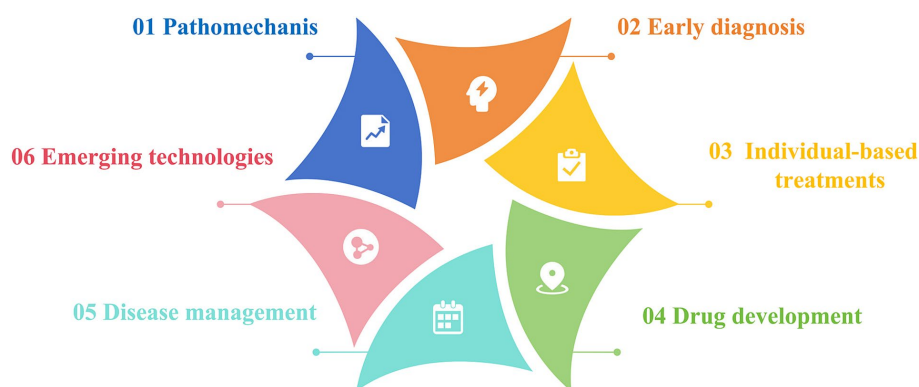 01 Pathomechanis
02 Early diagnosis
03 Individual-based
treatments
04 Drug development
05 Disease management
06 Emerging technologies